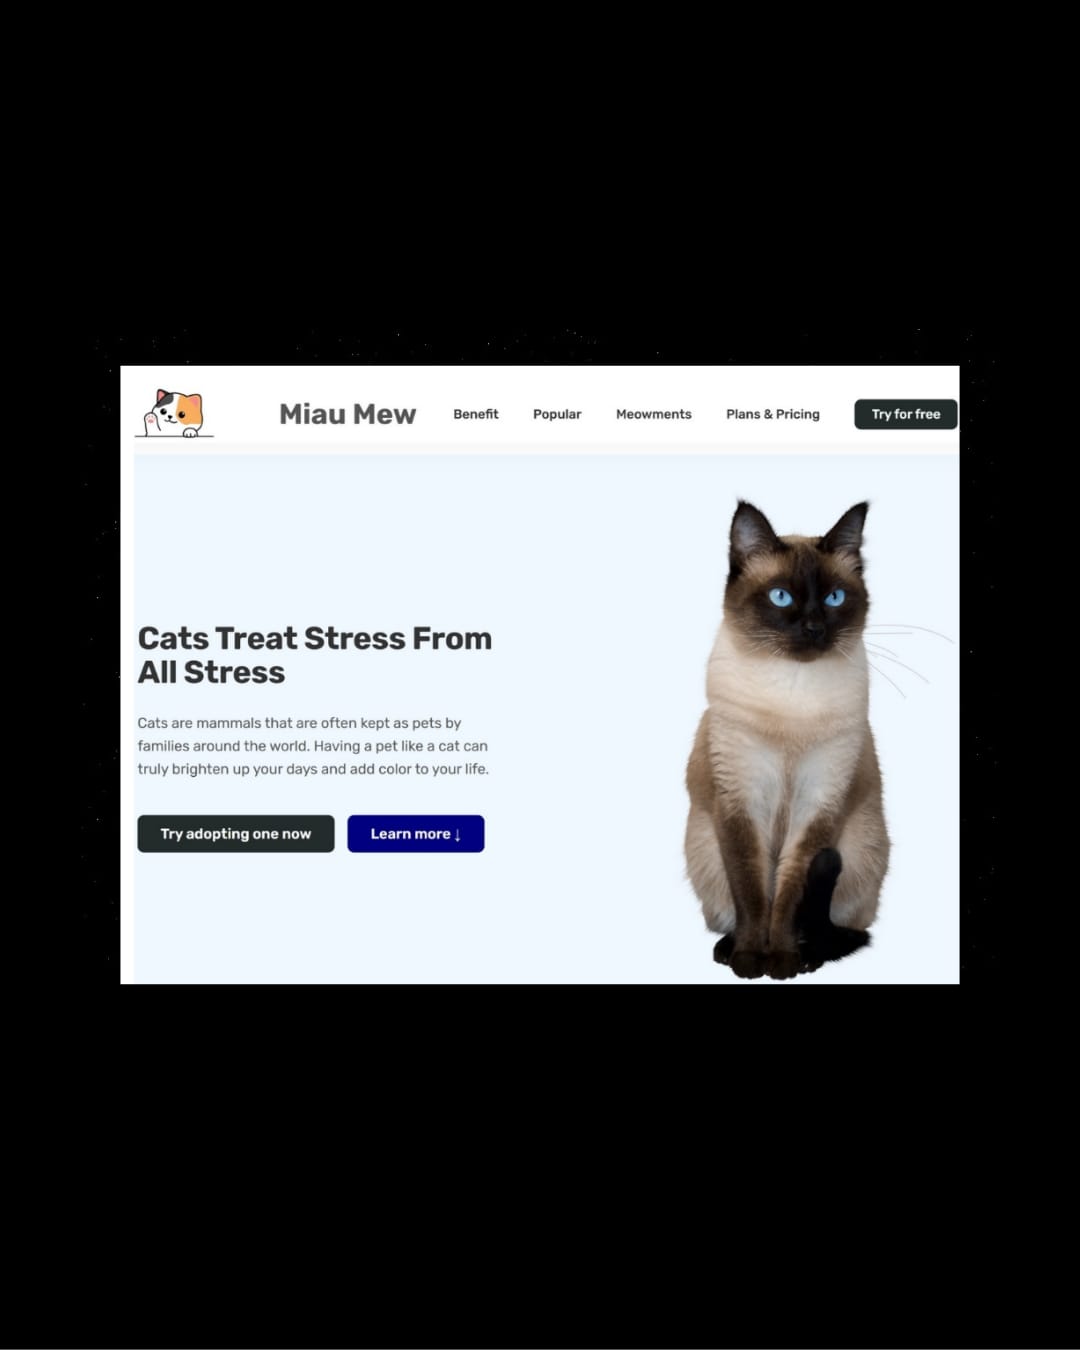 Miau Mew
Benefit
Popular
Meowments
Plans & Pricing
Try for free
Cats Treat Stress From
All Stress
Cats are mammals that are often kept as pets by
families around the world. Having a pet like a cat can
truly brighten up your days and add color to your life.
Try adopting one now
Learn more ↓